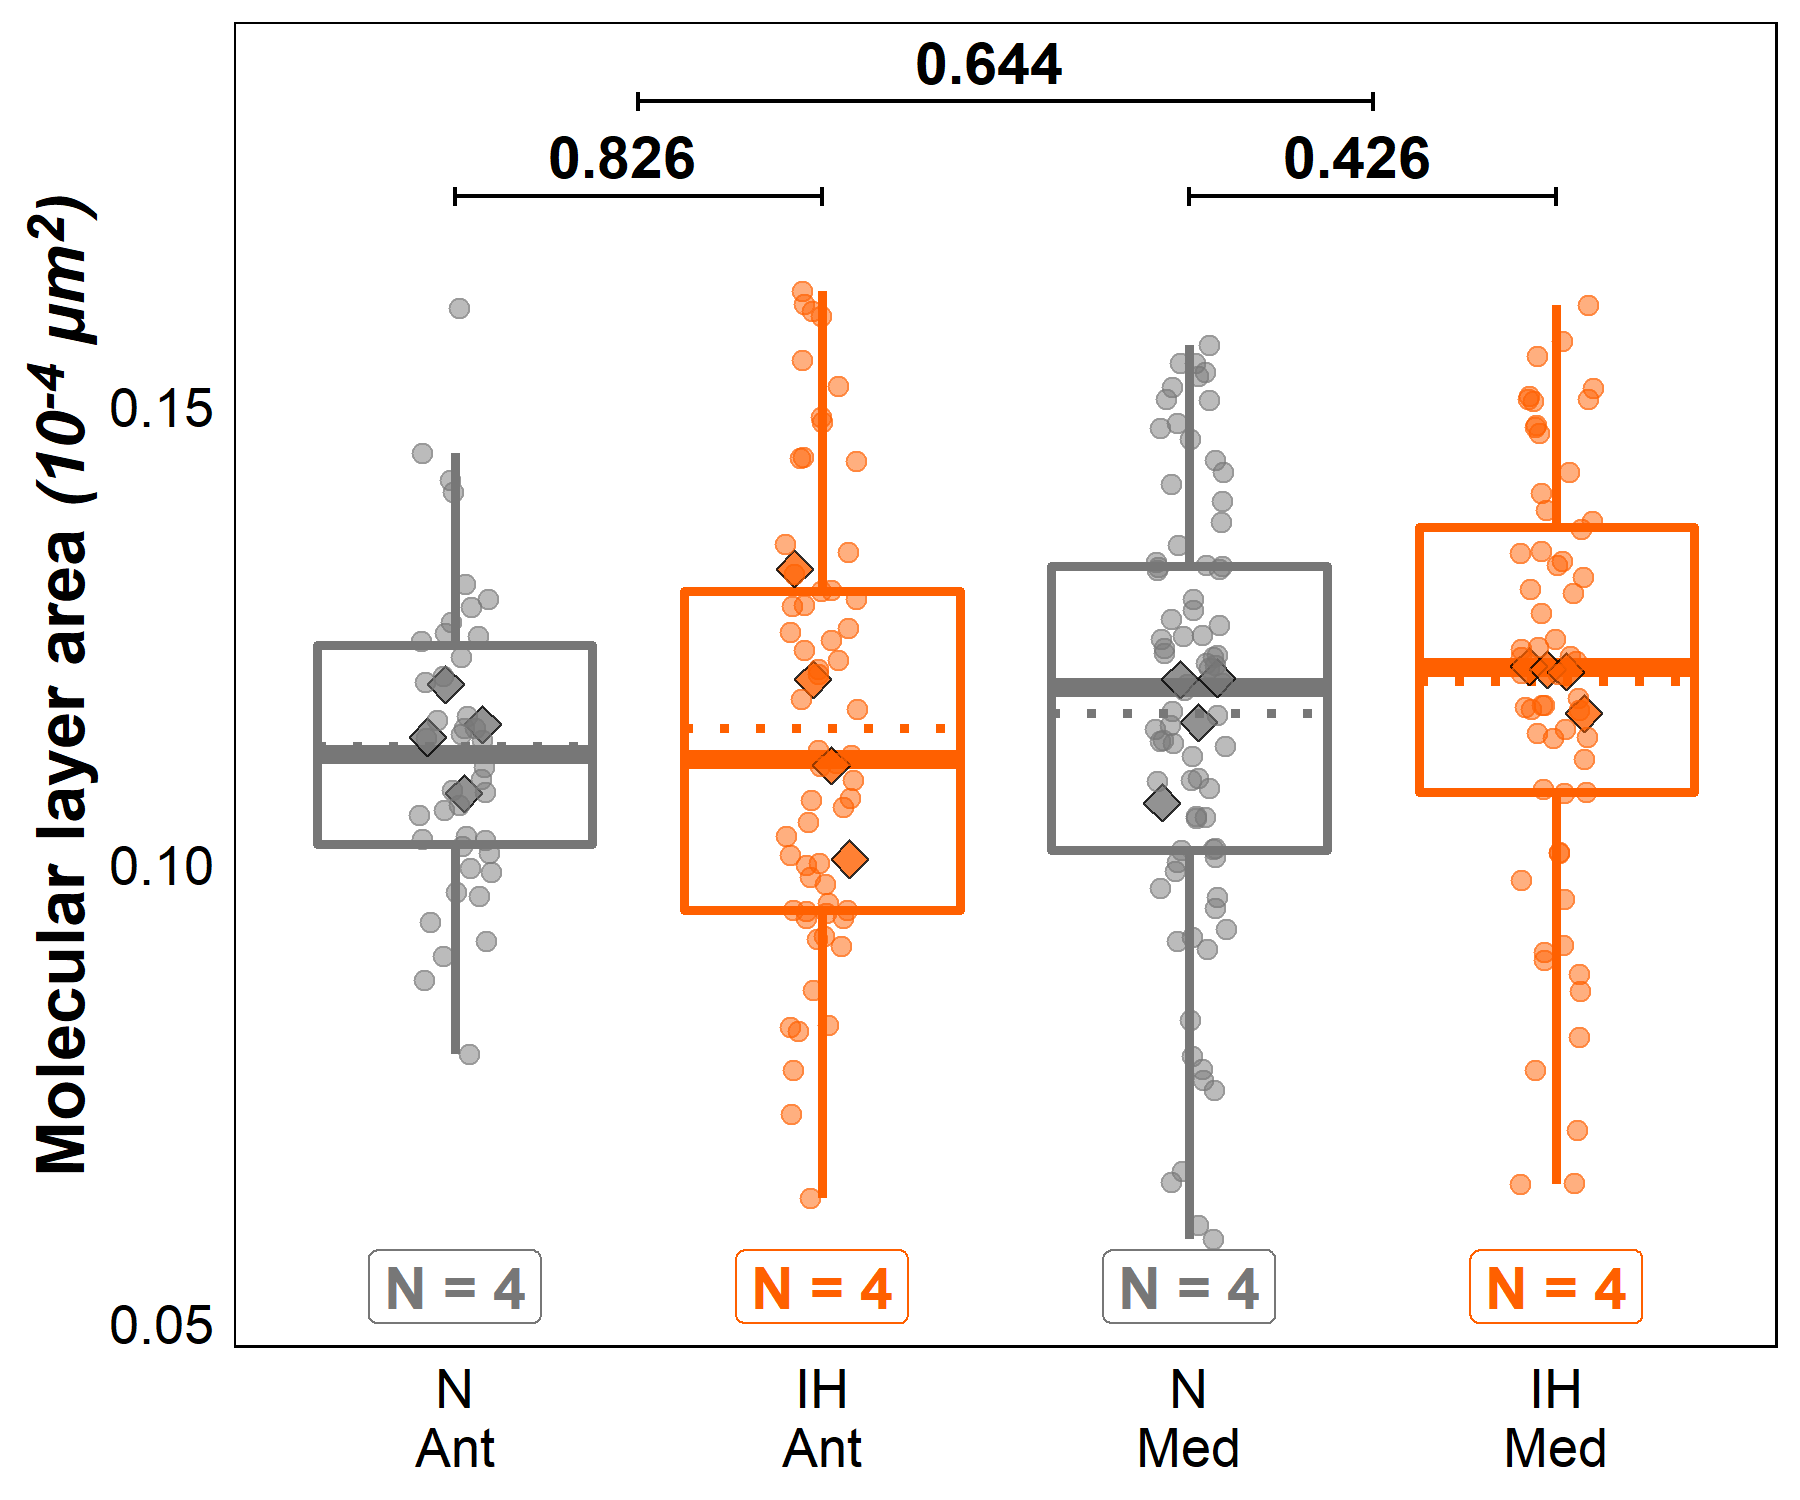 0.644
0.826
0.426
Molecular layer area (10⁻⁴ µm²)
0.15
0.10
0.05
N = 4
N = 4
N = 4
N = 4
N
Ant
IH
Ant
N
Med
IH
Med